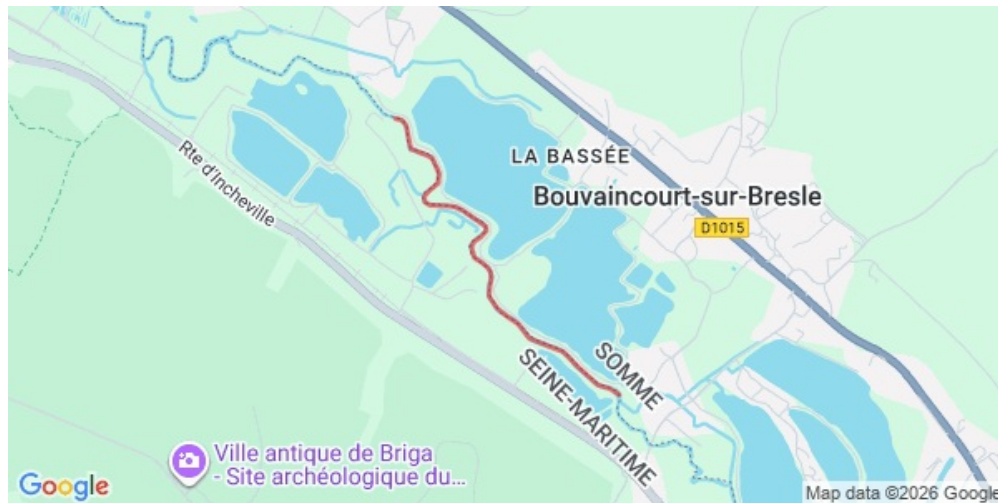 LA BASSÉE
Bouvaincourt-sur-Bresle
D1015
Rte d'Incheville
SOMME
SEINE-MARITIME
Ville antique de Briga
- Site archéologique du...
Google
Map data ©2026 Google